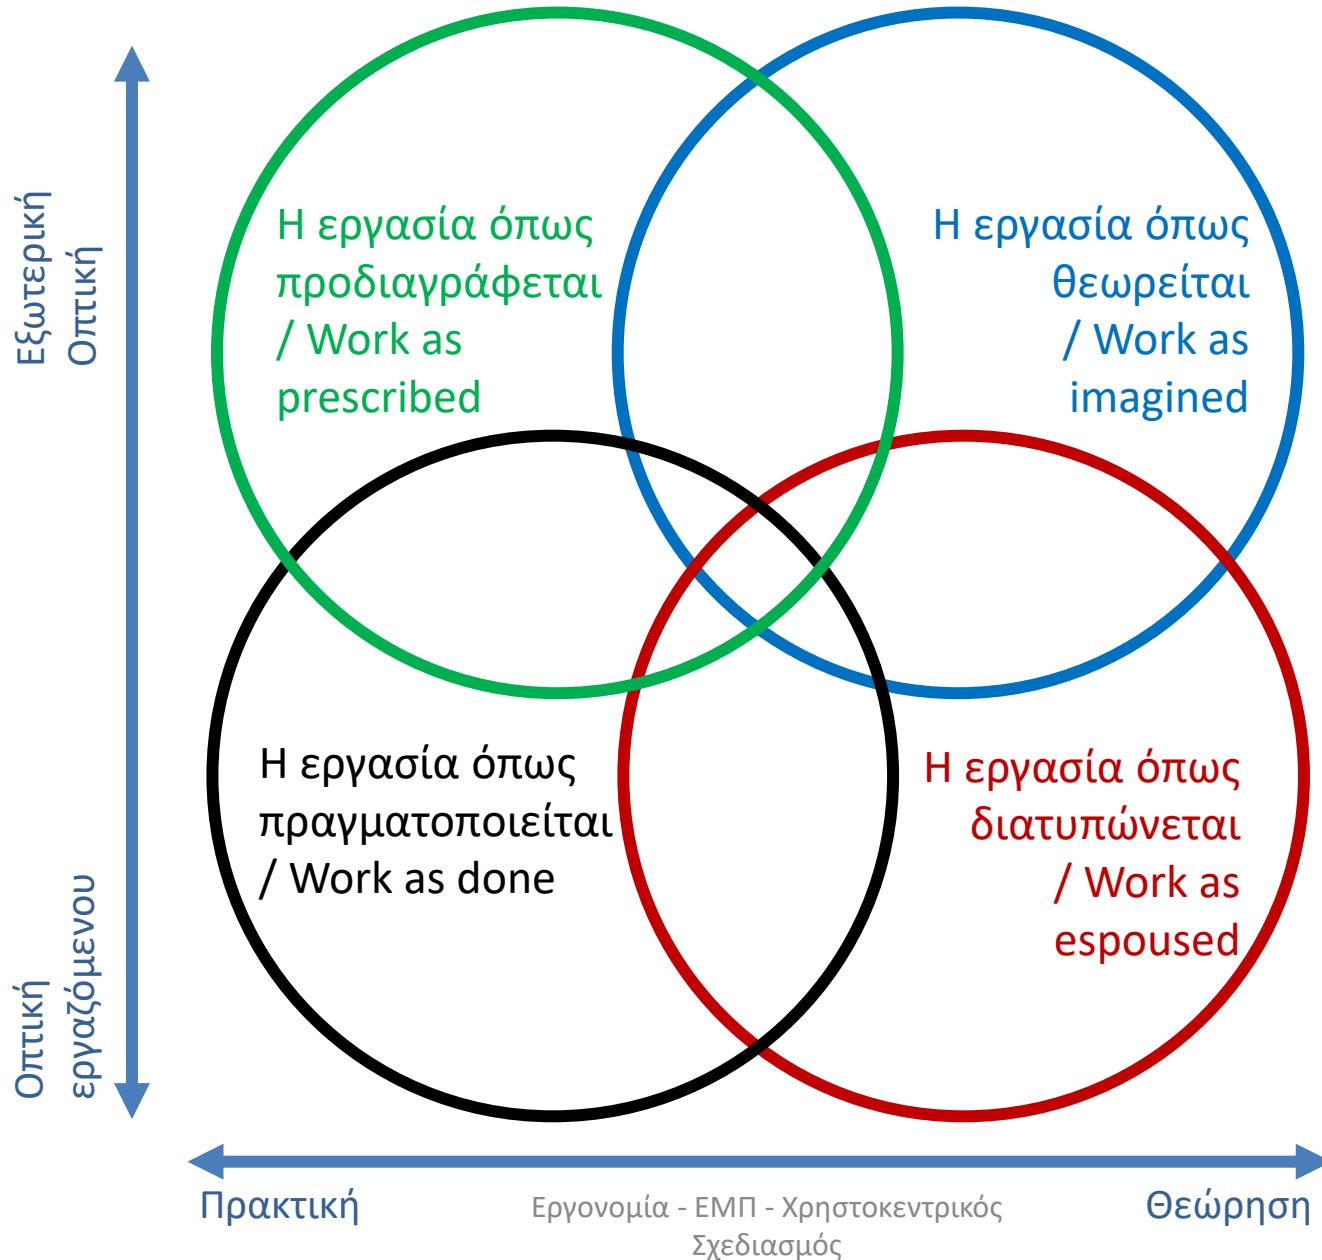 Εξωτερική
Οπτική
Η εργασία όπως
προδιαγράφεται
/ Work as
prescribed
Η εργασία όπως
θεωρείται
/ Work as
imagined
Η εργασία όπως
πραγματοποιείται
/ Work as done
Η εργασία όπως
διατυπώνεται
/ Work as
espoused
Οπτική
εργαζόμενου
Πρακτική
Εργονομία - ΕΜΠ - Χρηστοκεντρικός
Σχεδιασμός
Θεώρηση